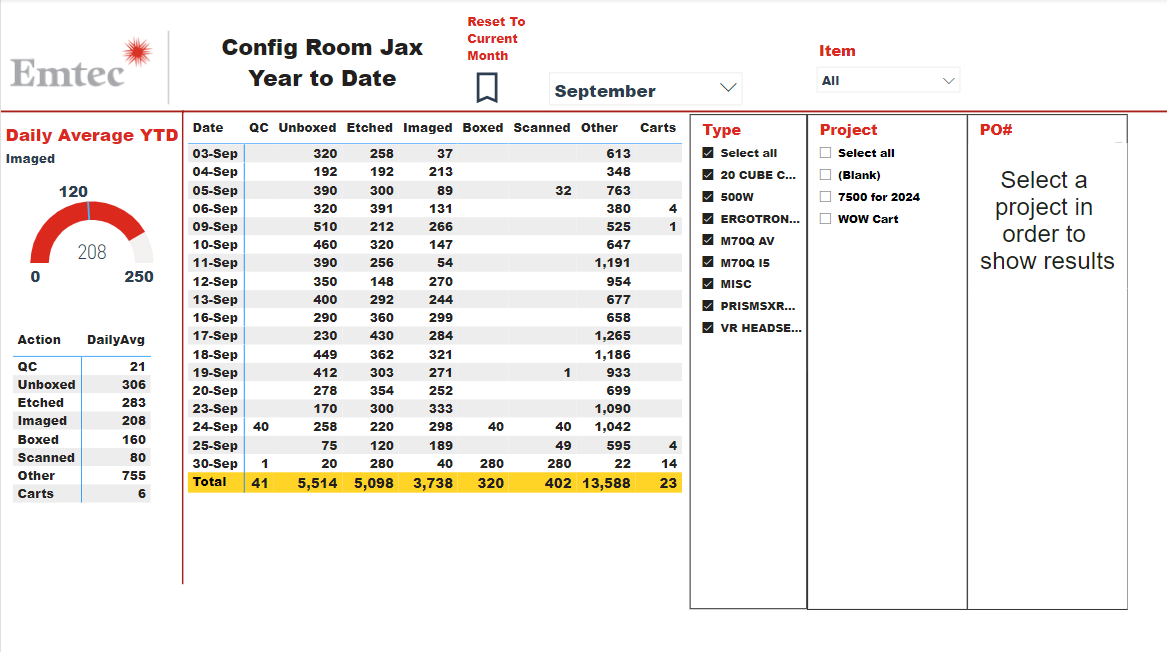 Emtec
Config Room Jax
Year to Date
Reset To
Current
Month
September
Item
All
Daily Average YTD
Imaged
120
208
0 250
Action DailyAvg
QC 21
Unboxed 306
Etched 283
Imaged 208
Boxed 160
Scanned 80
Other 755
Carts 6
Date QC Unboxed Etched Imaged Boxed Scanned Other Carts
03-Sep 320 258 37 613
04-Sep 192 192 213 348
05-Sep 390 300 89 32 763
06-Sep 320 391 131 380 4
09-Sep 510 212 266 525 1
10-Sep 460 320 147 647
11-Sep 390 256 54 1,191
12-Sep 350 148 270 954
13-Sep 400 292 244 677
16-Sep 290 360 299 658
17-Sep 230 430 284 1,265
18-Sep 449 362 321 1,186
19-Sep 412 303 271 1 933
20-Sep 278 354 252 699
23-Sep 170 300 333 1,090
24-Sep 40 258 220 298 40 40 1,042
25-Sep 75 120 189 49 595 4
30-Sep 1 20 280 40 280 280 22 14
Total 41 5,514 5,098 3,738 320 402 13,588 23
Type
Select all
20 CUBE C...
500W
ERGOTRON...
M70Q AV
M70Q I5
MISC
PRISMSXR...
VR HEADSE...
Project
Select all
(Blank)
7500 for 2024
WOW Cart
PO#
Select a
project in
order to
show results